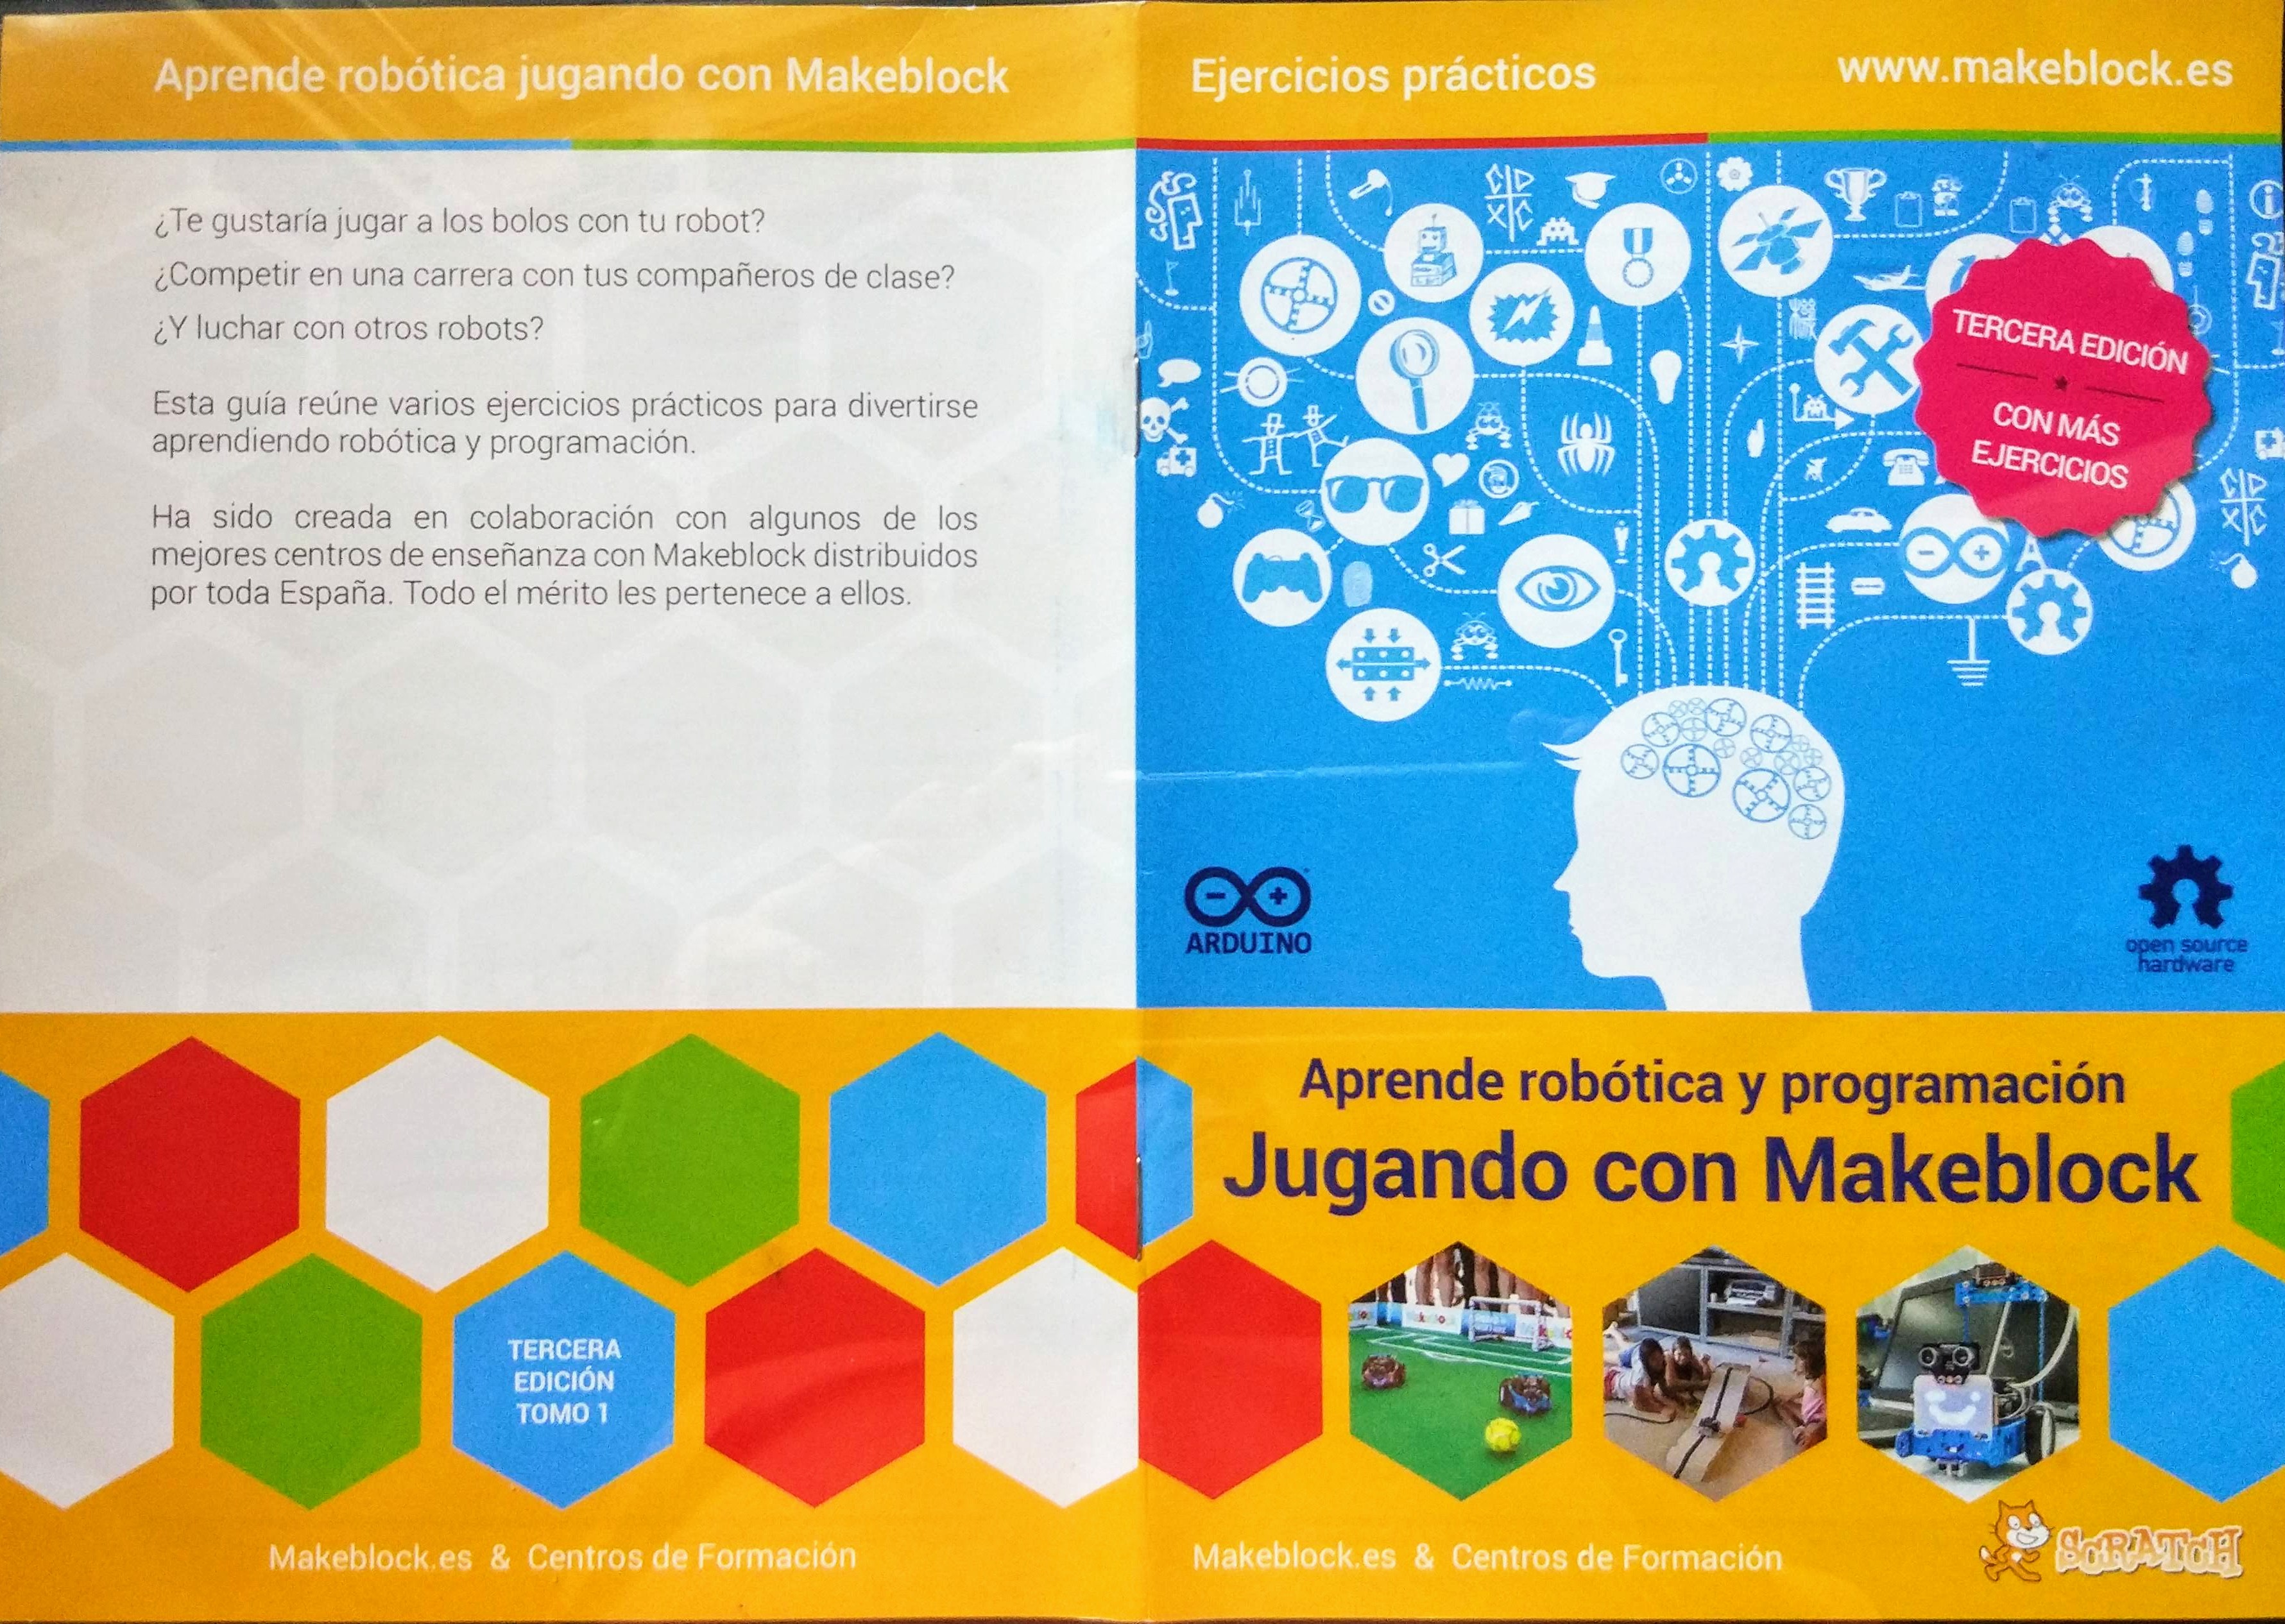 Aprende robótica jugando con Makeblock
¿Te gustaría jugar a los bolos con tu robot?
¿Competir en una carrera con tus compañeros de clase?
¿Y luchar con otros robots?
Esta guía reúne varios ejercicios prácticos para divertirse
aprendiendo robótica y programación.
Ha sido creada en colaboración con algunos de los
mejores centros de enseñanza con Makeblock distribuidos
por toda España. Todo el mérito les pertenece a ellos.
TERCERA
EDICIÓN
TOMO 1
Makeblock.es & Centros de Formación
Ejercicios prácticos
www.makeblock.es
TERCERA EDICIÓN
CON MÁS
EJERCICIOS
ARDUINO
open source
hardware
Aprende robótica y programación
Jugando con Makeblock
Makeblock.es & Centros de Formación
SCRATCH